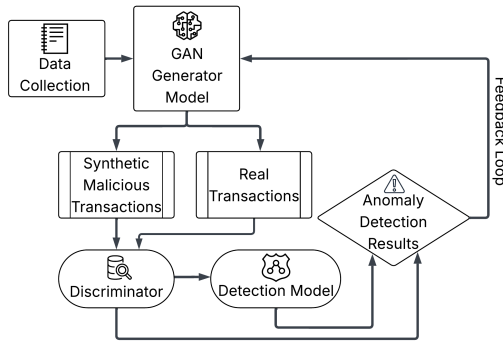 Data
Collection
GAN
Generator
Model
Synthetic
Malicious
Transactions
Real
Transactions
Anomaly
Detection
Results
Feedback Loop
Discriminator
Detection Model